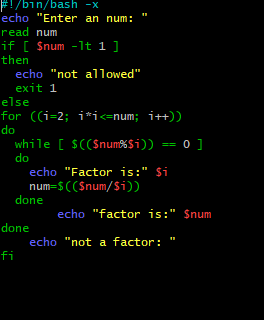 #!/bin/bash -x
echo "Enter an num: "
read num
if [ $num -lt 1 ]
then
  echo "not allowed"
  exit 1
else
for ((i=2; i*i<=num; i++))
do
  while [ $(($num%$i)) == 0 ]
  do
    echo "Factor is:" $i
    num=$(($num/$i))
  done
        echo "factor is:" $num
done
    echo "not a factor: "
fi